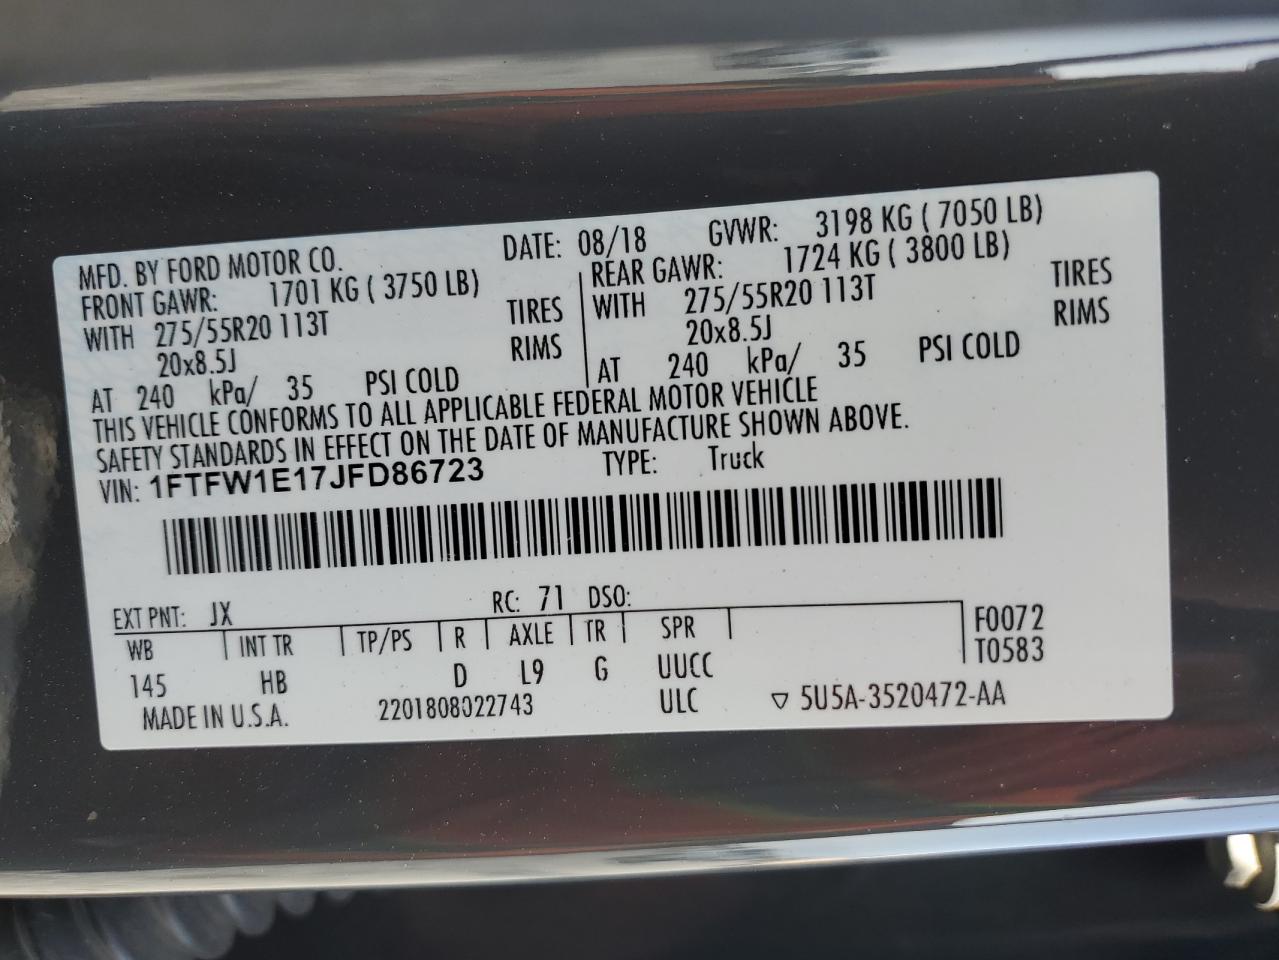 MFD. BY FORD MOTOR CO. DATE: 08/18 GVWR: 3198 KG ( 7050 LB)
FRONT GAWR: 1701 KG ( 3750 LB) REAR GAWR: 1724 KG ( 3800 LB)
WITH 275/55R20 113T TIRES WITH 275/55R20 113T TIRES
20x8.5J RIMS 20x8.5J RIMS
AT 240 kPa/ 35 PSI COLD AT 240 kPa/ 35 PSI COLD
THIS VEHICLE CONFORMS TO ALL APPLICABLE FEDERAL MOTOR VEHICLE
SAFETY STANDARDS IN EFFECT ON THE DATE OF MANUFACTURE SHOWN ABOVE.
VIN: 1FTFW1E17JFD86723 TYPE: Truck
EXT PNT: JX RC: 71 DSO:
WB INT TR TP/PS R AXLE TR SPR F0072
145 HB D L9 G UUCC T0583
MADE IN U.S.A. 2201808022743 ULC ▽ 5U5A-3520472-AA